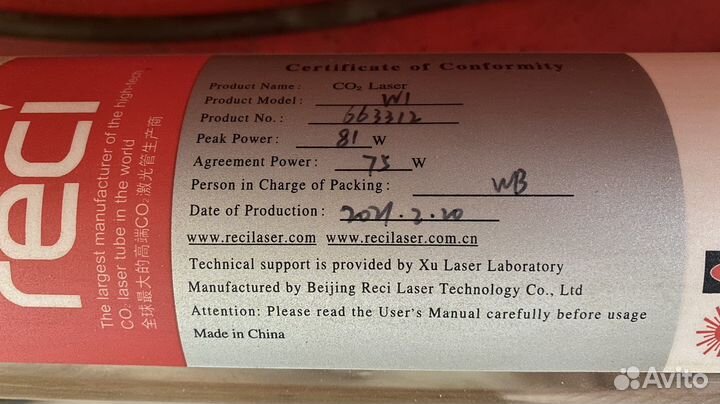 reci
The largest manufacturer of the high-tech
CO₂ laser tube in the world
全球最大的高端CO₂激光管生产商
Certificate of Conformity
Product Name: CO₂ Laser
Product Model: W1
Product No.: 663312
Peak Power: 81 W
Agreement Power: 75 W
Person in Charge of Packing: WB
Date of Production: 2021.2.20
www.recilaser.com www.recilaser.com.cn
Technical support is provided by Xu Laser Laboratory
Manufactured by Beijing Reci Laser Technology Co., Ltd
Attention: Please read the User's Manual carefully before usage
Made in China
Avito